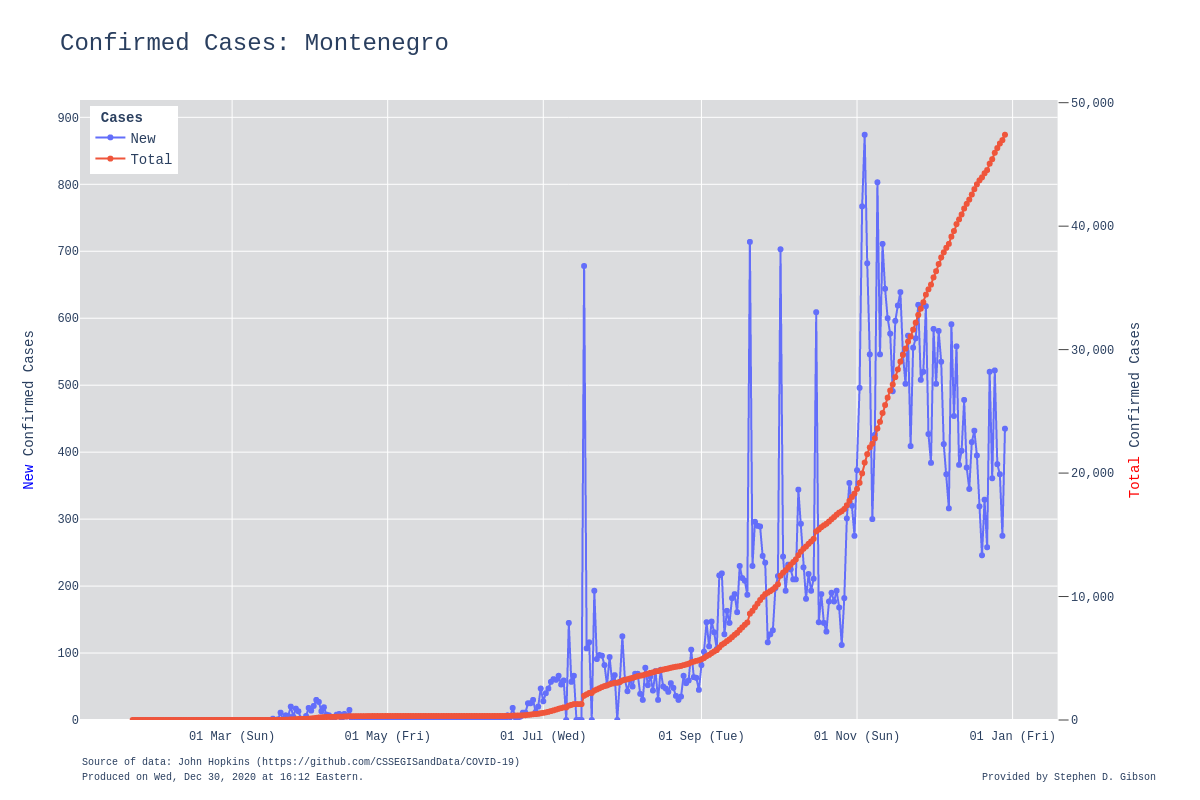 Confirmed Cases: Montenegro
Cases
New
Total
900
800
700
600
500
400
300
200
100
0
New Confirmed Cases
50,000
40,000
30,000
20,000
10,000
0
Total Confirmed Cases
01 Mar (Sun) 01 May (Fri) 01 Jul (Wed) 01 Sep (Tue) 01 Nov (Sun) 01 Jan (Fri)
Source of data: John Hopkins (https://github.com/CSSEGISandData/COVID-19)
Produced on Wed, Dec 30, 2020 at 16:12 Eastern.
Provided by Stephen D. Gibson